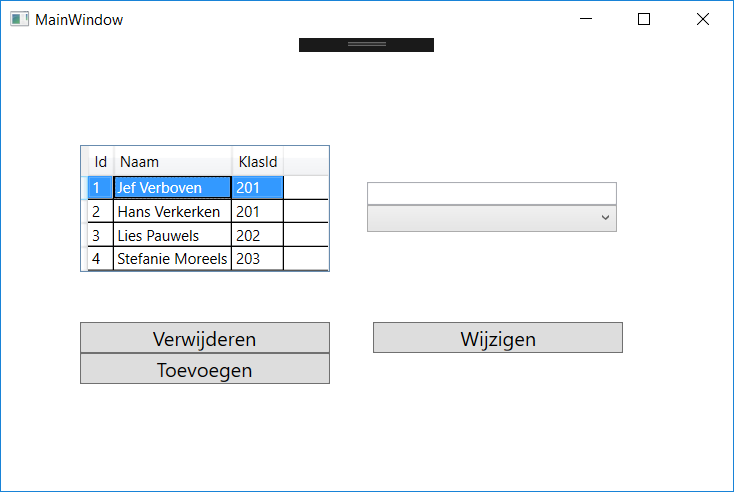 MainWindow
Id Naam KlasId
1 Jef Verboven 201
2 Hans Verkerken 201
3 Lies Pauwels 202
4 Stefanie Moreels 203
Verwijderen
Wijzigen
Toevoegen